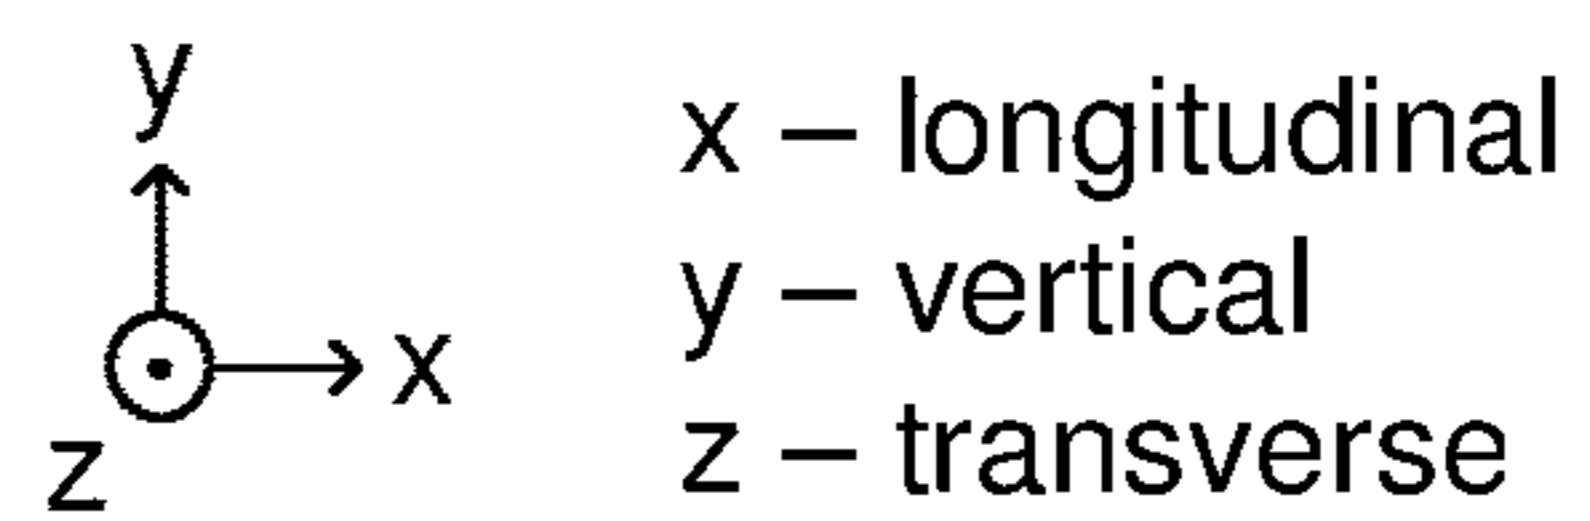 y
x
z
x – longitudinal
y – vertical
z – transverse